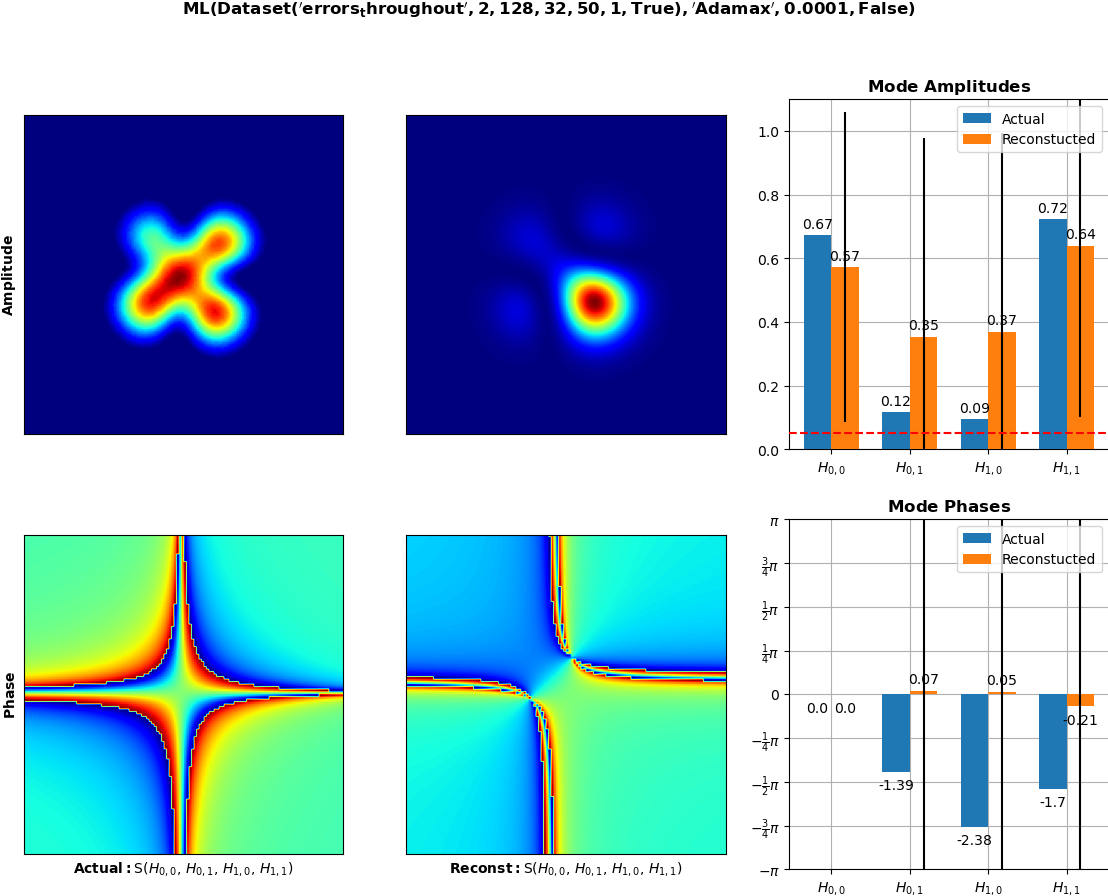 ML(Dataset('errors_throughout', 2, 128, 32, 50, 1, True), 'Adamax', 0.0001, False)
Amplitude
Mode Amplitudes
Actual
Reconstucted
1.0
0.8
0.6
0.4
0.2
0.0
0.67
0.57
0.12
0.35
0.09
0.37
0.72
0.64
H0,0
H0,1
H1,0
H1,1
Phase
Actual: S(H0,0, H0,1, H1,0, H1,1)
Reconst: S(H0,0, H0,1, H1,0, H1,1)
Mode Phases
Actual
Reconstucted
π
3/4π
1/2π
1/4π
0
−1/4π
−1/2π
−3/4π
−π
0.0
0.0
-1.39
0.07
-2.38
0.05
-1.7
-0.21
H0,0
H0,1
H1,0
H1,1